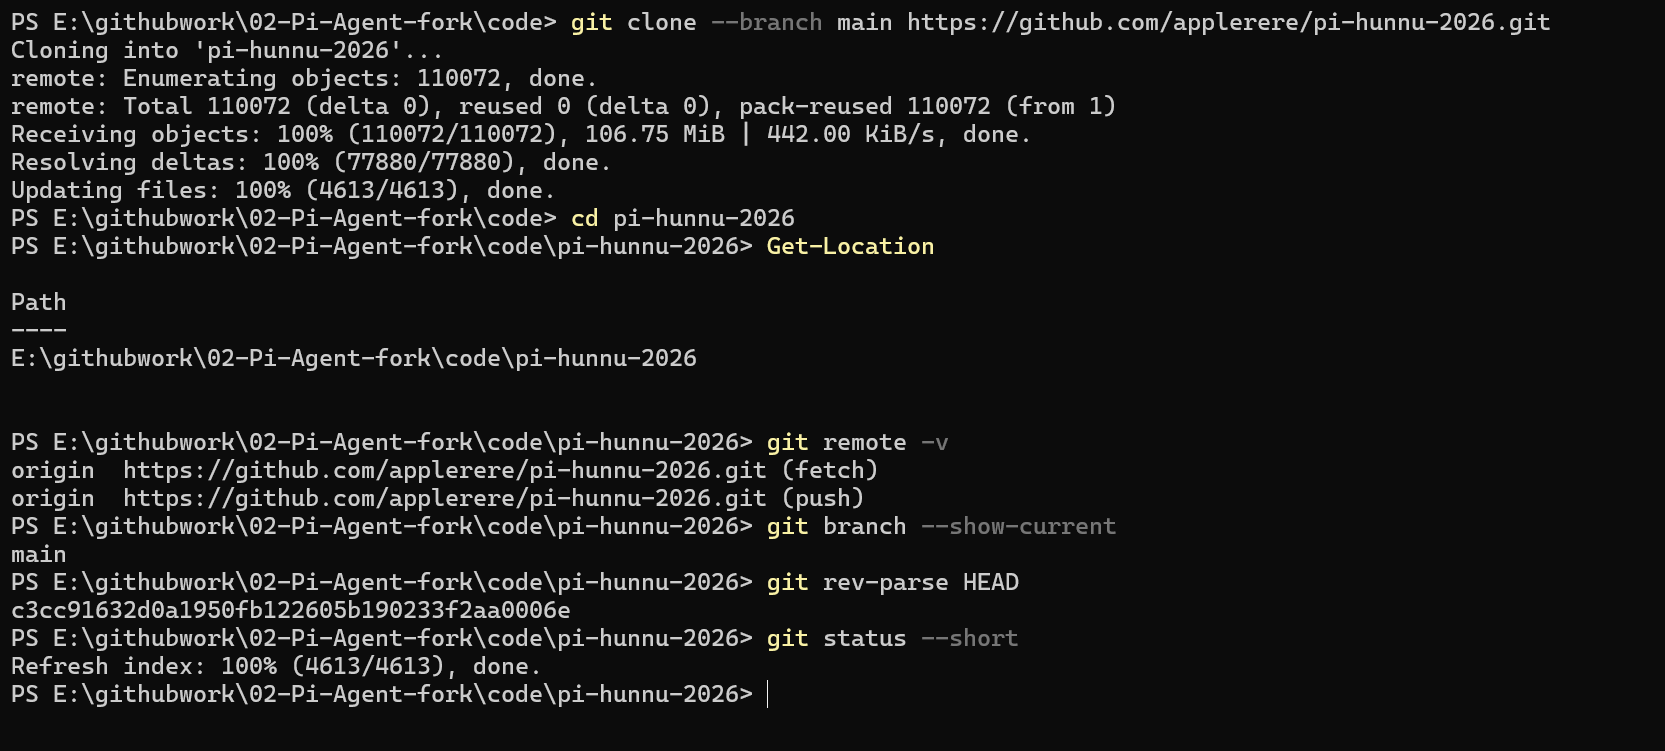 PS E:\githubwork\02-Pi-Agent-fork\code> git clone --branch main https://github.com/applerere/pi-hunnu-2026.git
Cloning into 'pi-hunnu-2026'...
remote: Enumerating objects: 110072, done.
remote: Total 110072 (delta 0), reused 0 (delta 0), pack-reused 110072 (from 1)
Receiving objects: 100% (110072/110072), 106.75 MiB | 442.00 KiB/s, done.
Resolving deltas: 100% (77880/77880), done.
Updating files: 100% (4613/4613), done.
PS E:\githubwork\02-Pi-Agent-fork\code> cd pi-hunnu-2026
PS E:\githubwork\02-Pi-Agent-fork\code\pi-hunnu-2026> Get-Location
Path
----
E:\githubwork\02-Pi-Agent-fork\code\pi-hunnu-2026
PS E:\githubwork\02-Pi-Agent-fork\code\pi-hunnu-2026> git remote -v
origin  https://github.com/applerere/pi-hunnu-2026.git (fetch)
origin  https://github.com/applerere/pi-hunnu-2026.git (push)
PS E:\githubwork\02-Pi-Agent-fork\code\pi-hunnu-2026> git branch --show-current
main
PS E:\githubwork\02-Pi-Agent-fork\code\pi-hunnu-2026> git rev-parse HEAD
c3cc91632d0a1950fb122605b190233f2aa0006e
PS E:\githubwork\02-Pi-Agent-fork\code\pi-hunnu-2026> git status --short
Refresh index: 100% (4613/4613), done.
PS E:\githubwork\02-Pi-Agent-fork\code\pi-hunnu-2026>